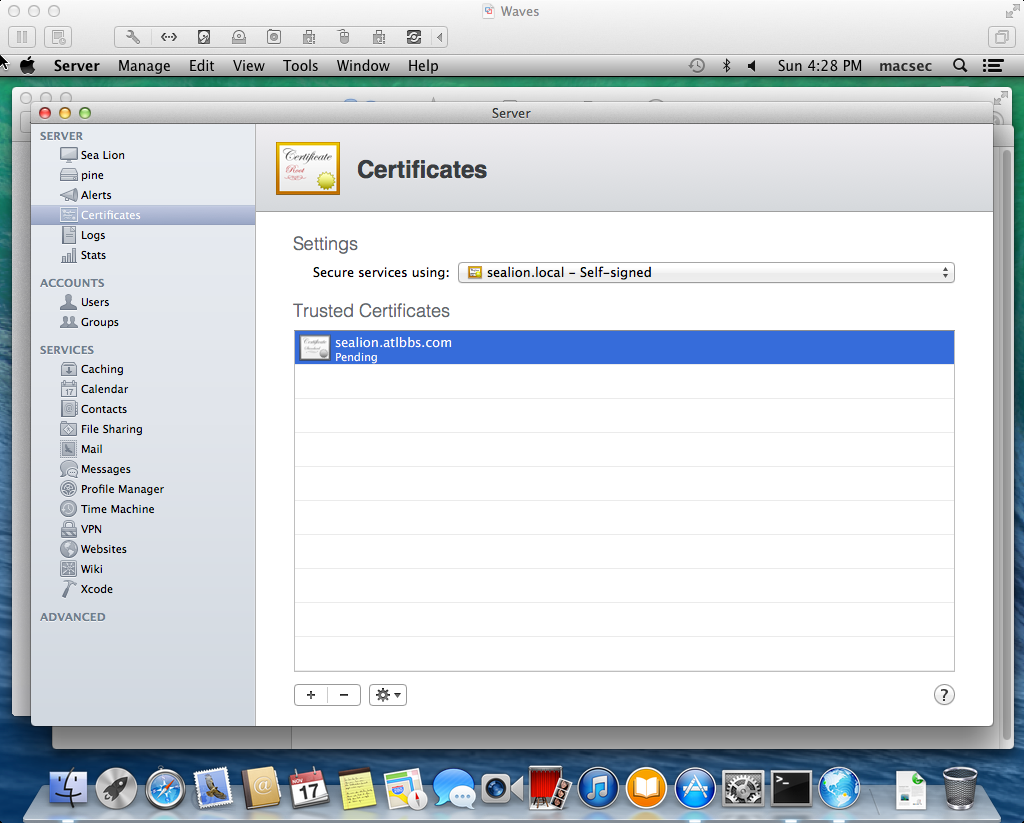 Waves
Server Manage Edit View Tools Window Help Sun 4:28 PM macsec
Server
SERVER
Sea Lion
pine
Alerts
Certificates
Logs
Stats
ACCOUNTS
Users
Groups
SERVICES
Caching
Calendar
17
Contacts
File Sharing
Mail
Messages
Profile Manager
Time Machine
VPN
Websites
Wiki
Xcode
ADVANCED
Certificate
Root
Certificates
Settings
Secure services using: sealion.local – Self-signed
Trusted Certificates
Certificate
Standard
sealion.atlbbs.com
Pending
+ −
?
NOV
17